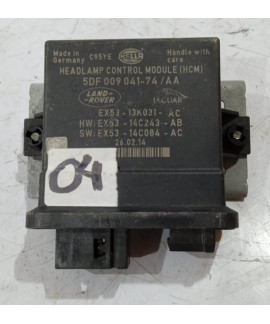 Made in Germany
C95YE
HELLA
Handle with care
HEADLAMP CONTROL MODULE (HCM)
5DF 009 041-74 /AA
LAND-ROVER
JAGUAR
EX53-13K031-AC
HW:EX53-14C243-AB
SW:EX53-14C084-AC
26.02.14
04